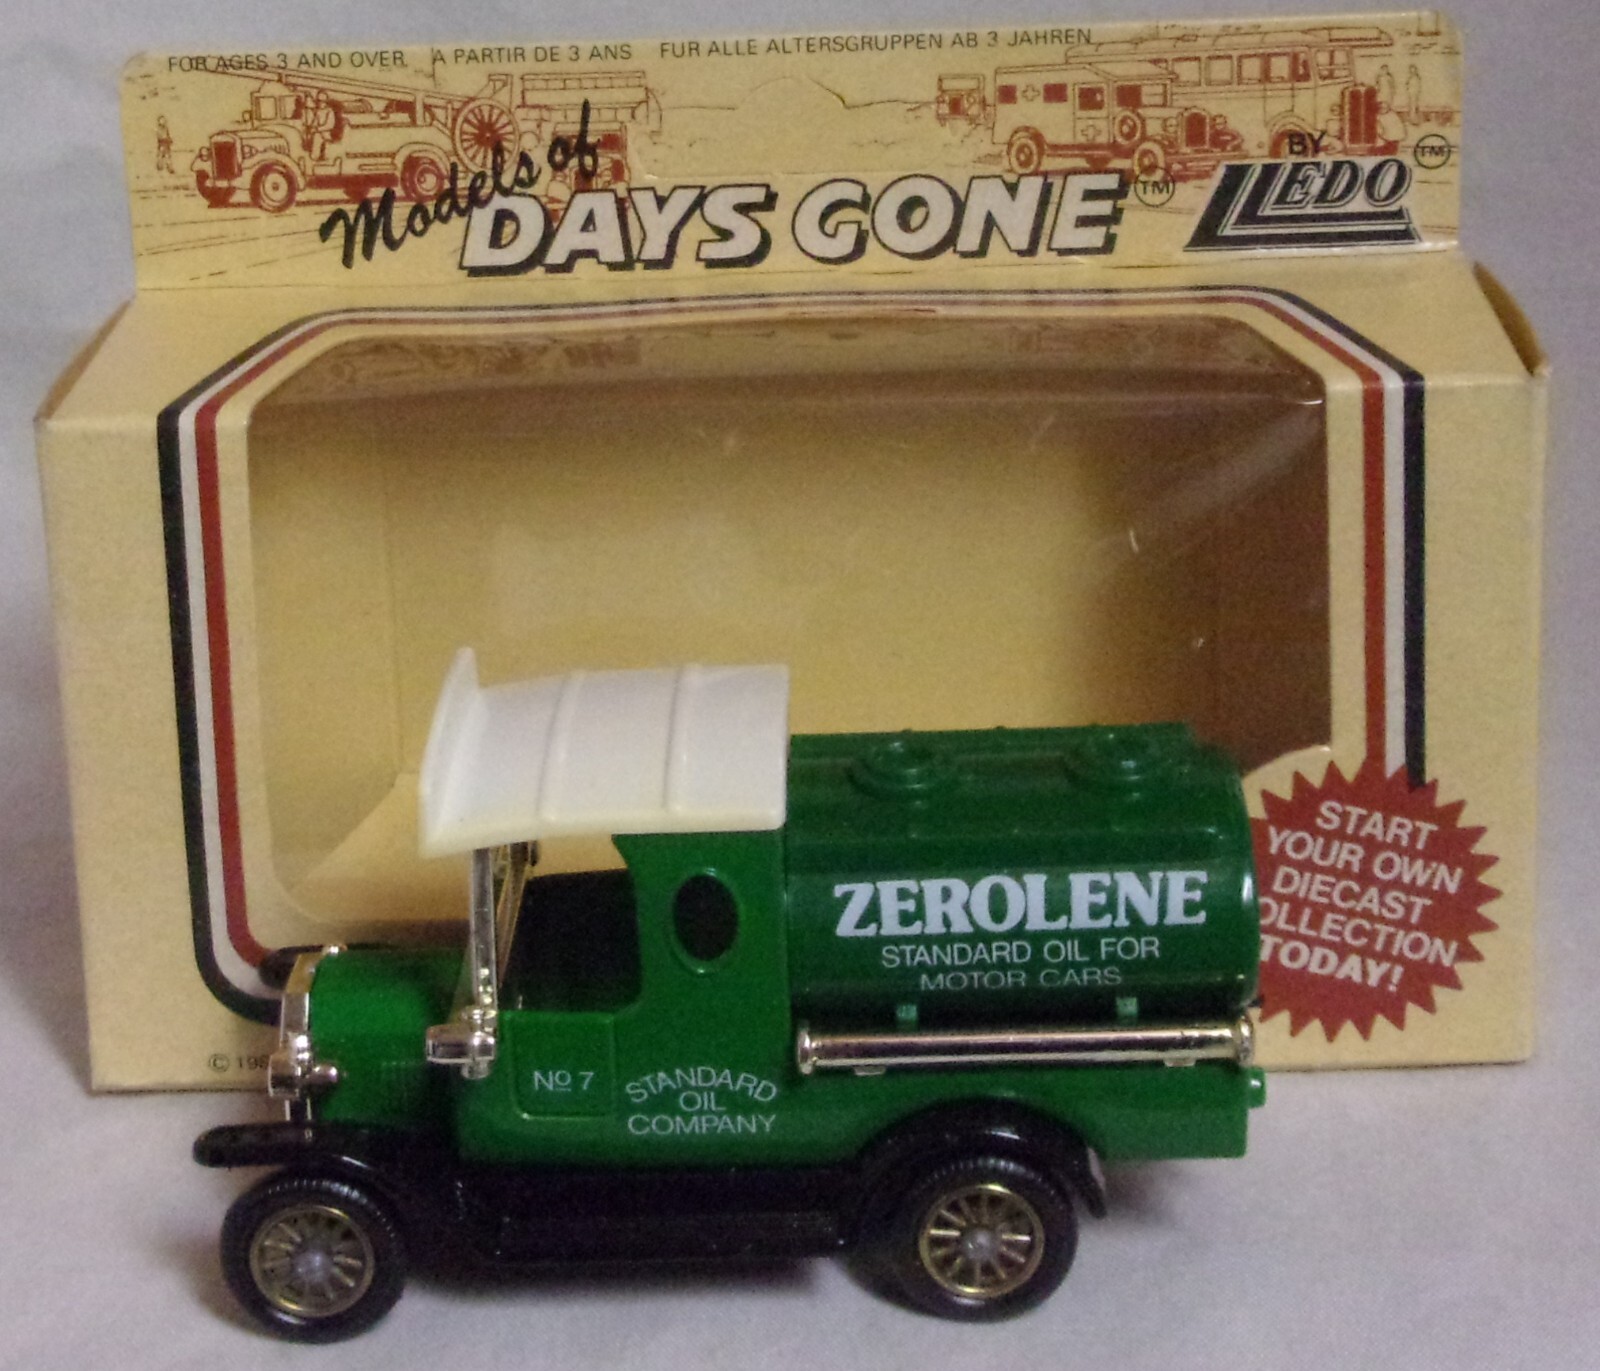 FOR AGES 3 AND OVER A PARTIR DE 3 ANS FUR ALLE ALTERSGRUPPEN AB 3 JAHREN
Models of
DAYS GONE TM
BY
LLEDO TM
START
YOUR OWN
DIECAST
OLLECTION
TODAY!
ZEROLENE
STANDARD OIL FOR
MOTOR CARS
No 7
STANDARD
OIL
COMPANY
©